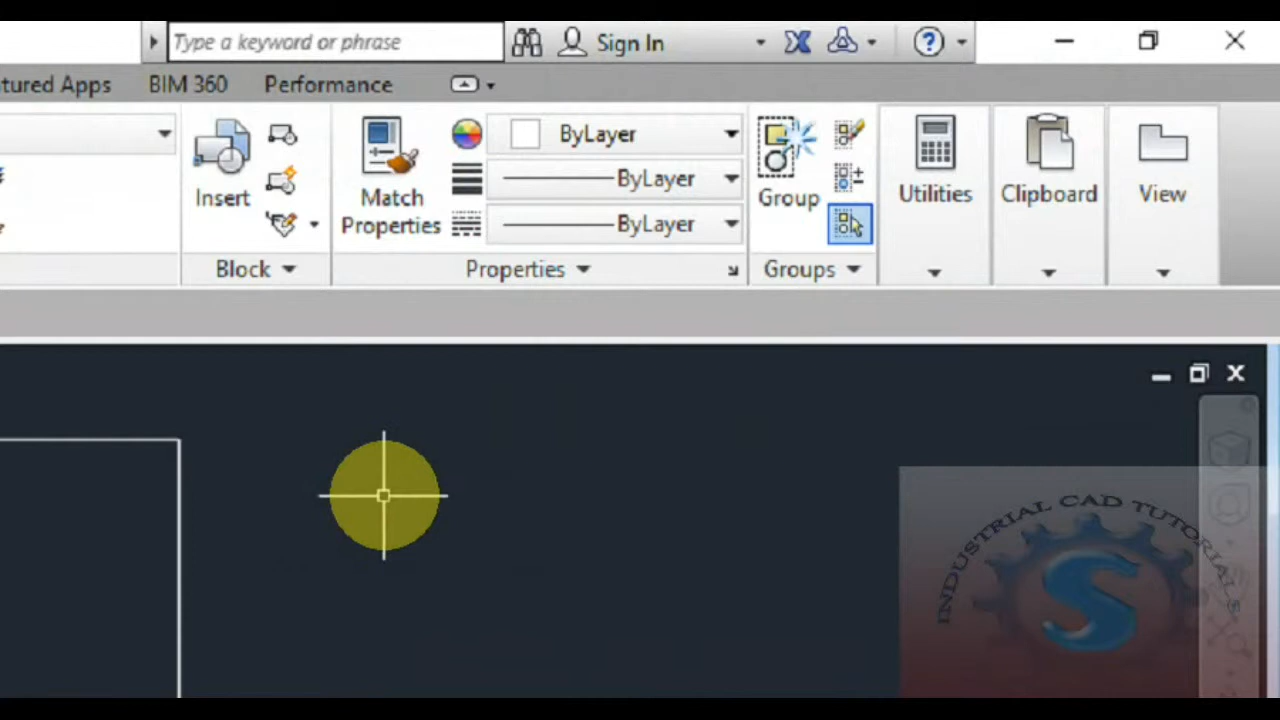 Type a keyword or phrase
Sign In
?
tured Apps
BIM 360
Performance
Insert
Match
Properties
ByLayer
ByLayer
ByLayer
Group
Utilities
Clipboard
View
Block
Properties
Groups
INDUSTRIAL CAD TUTORIALS
S